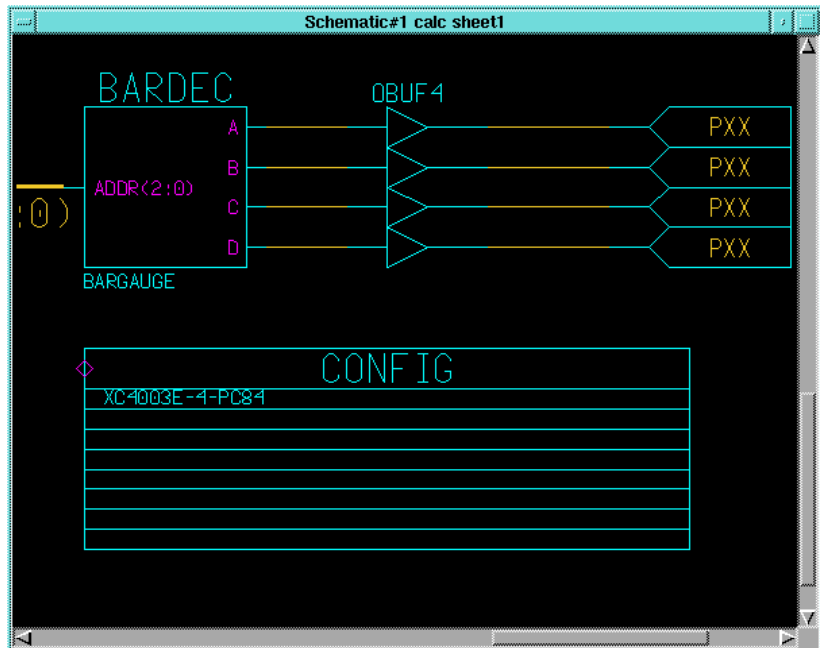 Schematic#1 calc sheet1
BARDEC
OBUF4
A
PXX
B
PXX
ADDR(2:0)
:0)
C
PXX
D
PXX
BARGAUGE
CONFIG
XC4003E-4-PC84